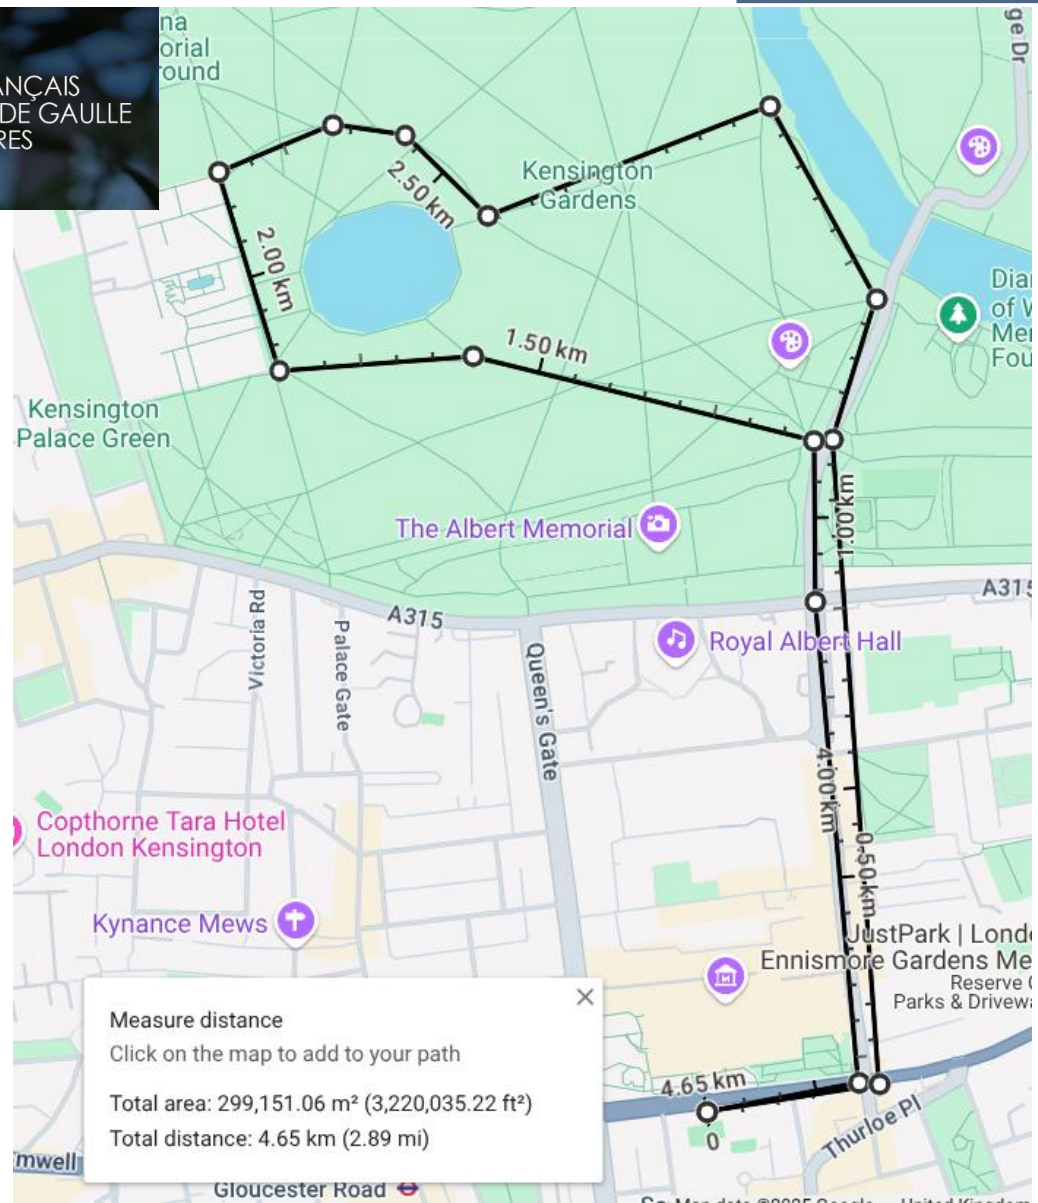 ANÇAIS
DE GAULLE
RES
na
orial
round
ge Dr
2.50 km
Kensington
Gardens
2.00 km
Dia
of W
Mer
Fou
1.50 km
Kensington
Palace Green
1.00 km
The Albert Memorial
A315
A315
Victoria Rd
Palace Gate
Queen's Gate
Royal Albert Hall
4.00 km
Copthorne Tara Hotel
London Kensington
0.50 km
Kynance Mews
JustPark | Londo
Ennismore Gardens Me
Reserve
Parks & Drivewa
Measure distance
Click on the map to add to your path
Total area: 299,151.06 m² (3,220,035.22 ft²)
Total distance: 4.65 km (2.89 mi)
4.65 km
0
Thurloe Pl
mwell
Gloucester Road